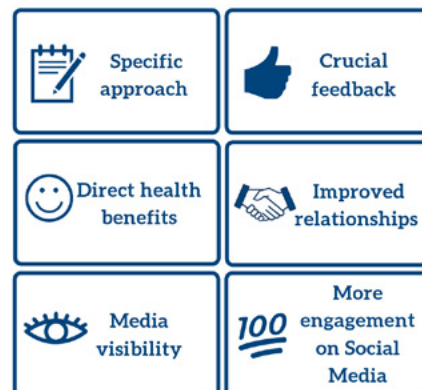 Specific
approach
Crucial
feedback
Direct health
benefits
Improved
relationships
Media
visibility
100
More
engagement
on Social
Media